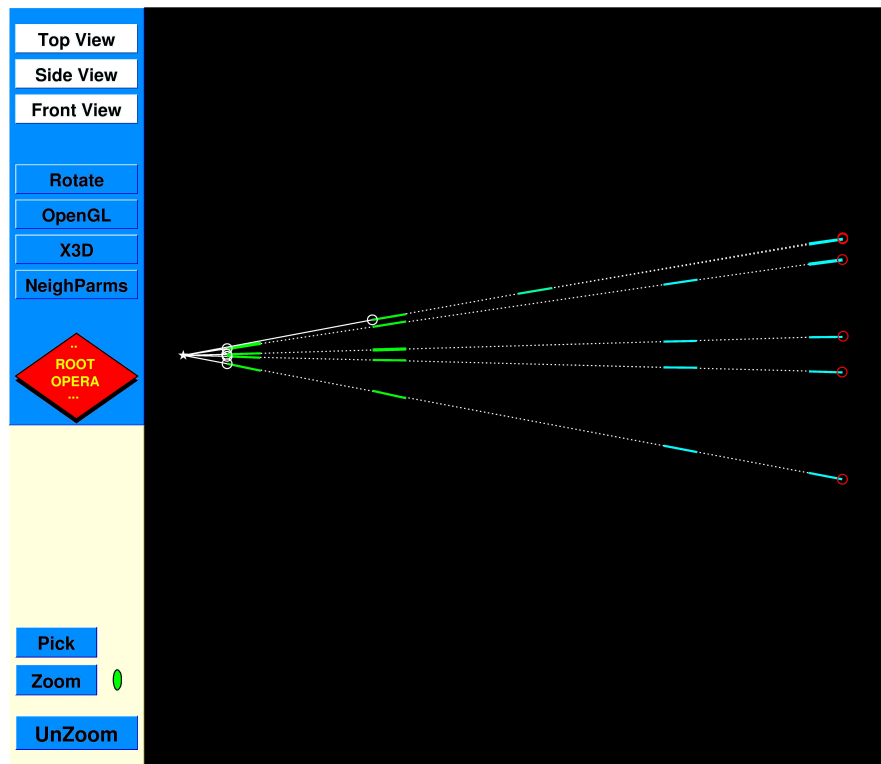 Top View
Side View
Front View
Rotate
OpenGL
X3D
NeighParms
..
ROOT
OPERA
...
Pick
Zoom
UnZoom